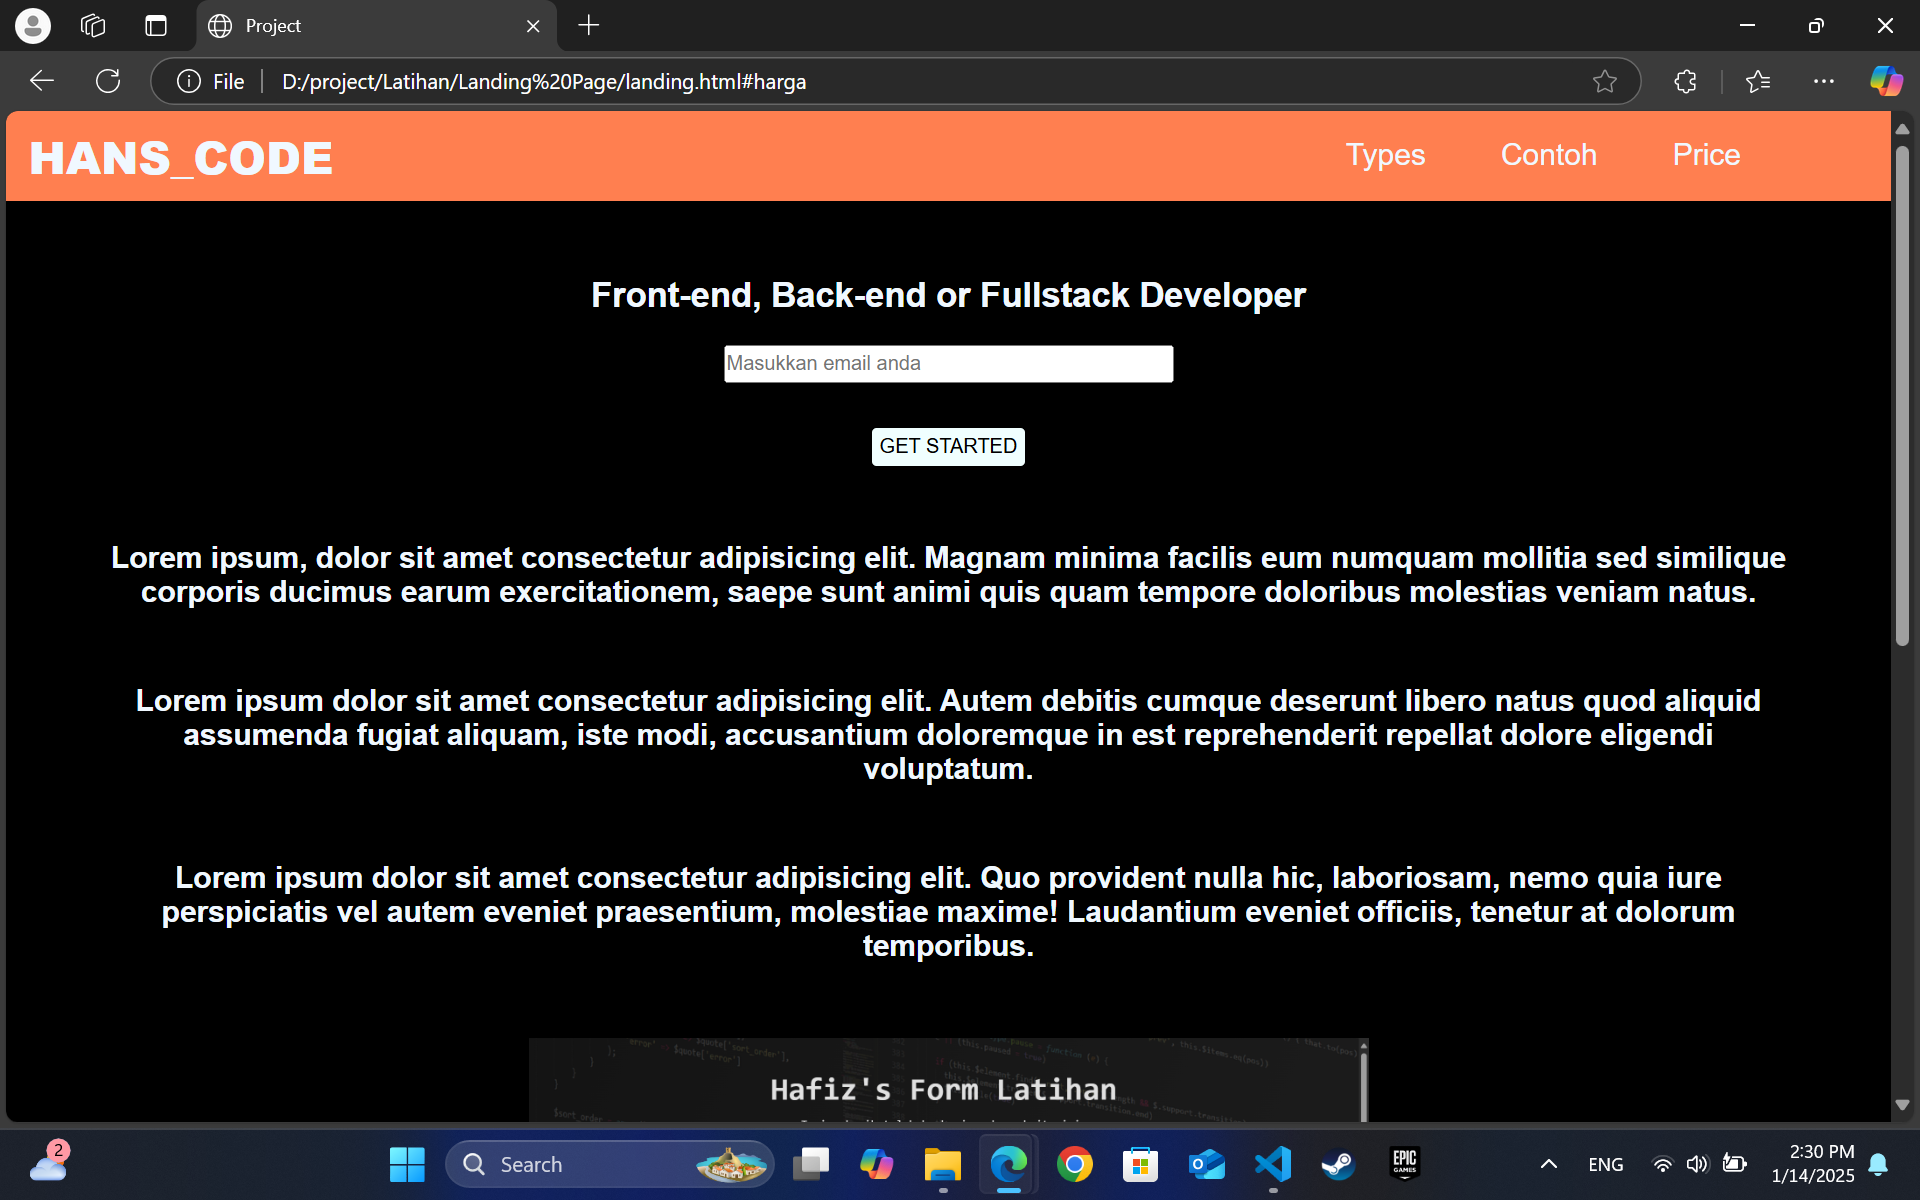 Project
File
D:/project/Latihan/Landing%20Page/landing.html#harga
HANS_CODE
Types Contoh Price
Front-end, Back-end or Fullstack Developer
Masukkan email anda
GET STARTED
Lorem ipsum, dolor sit amet consectetur adipisicing elit. Magnam minima facilis eum numquam mollitia sed similique
corporis ducimus earum exercitationem, saepe sunt animi quis quam tempore doloribus molestias veniam natus.
Lorem ipsum dolor sit amet consectetur adipisicing elit. Autem debitis cumque deserunt libero natus quod aliquid
assumenda fugiat aliquam, iste modi, accusantium doloremque in est reprehenderit repellat dolore eligendi
voluptatum.
Lorem ipsum dolor sit amet consectetur adipisicing elit. Quo provident nulla hic, laboriosam, nemo quia iure
perspiciatis vel autem eveniet praesentium, molestiae maxime! Laudantium eveniet officiis, tenetur at dolorum
temporibus.
Hafiz's Form Latihan
2
Search
EPIC
GAMES
ENG
2:30 PM
1/14/2025